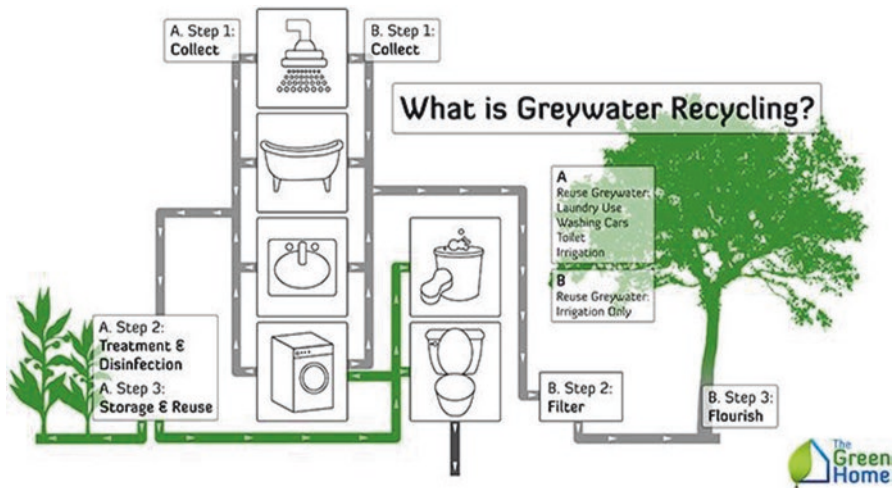 A. Step 1:
Collect
B. Step 1:
Collect
What is Greywater Recycling?
A
Reuse Greywater:
Laundry Use
Washing Cars
Toilet
Irrigation
B
Reuse Greywater:
Irrigation Only
A. Step 2:
Treatment &
Disinfection
A. Step 3:
Storage & Reuse
B. Step 2:
Filter
B. Step 3:
Flourish
The
Green
Home